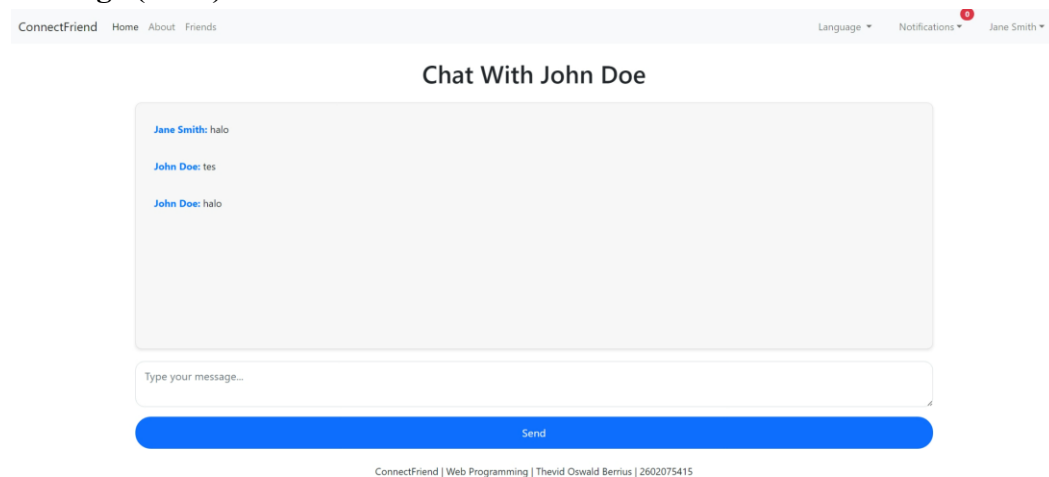 ConnectFriend Home About Friends Language Notifications 0 Jane Smith
Chat With John Doe
Jane Smith: halo
John Doe: tes
John Doe: halo
Type your message...
Send
ConnectFriend | Web Programming | Thevid Oswald Berrius | 2602075415